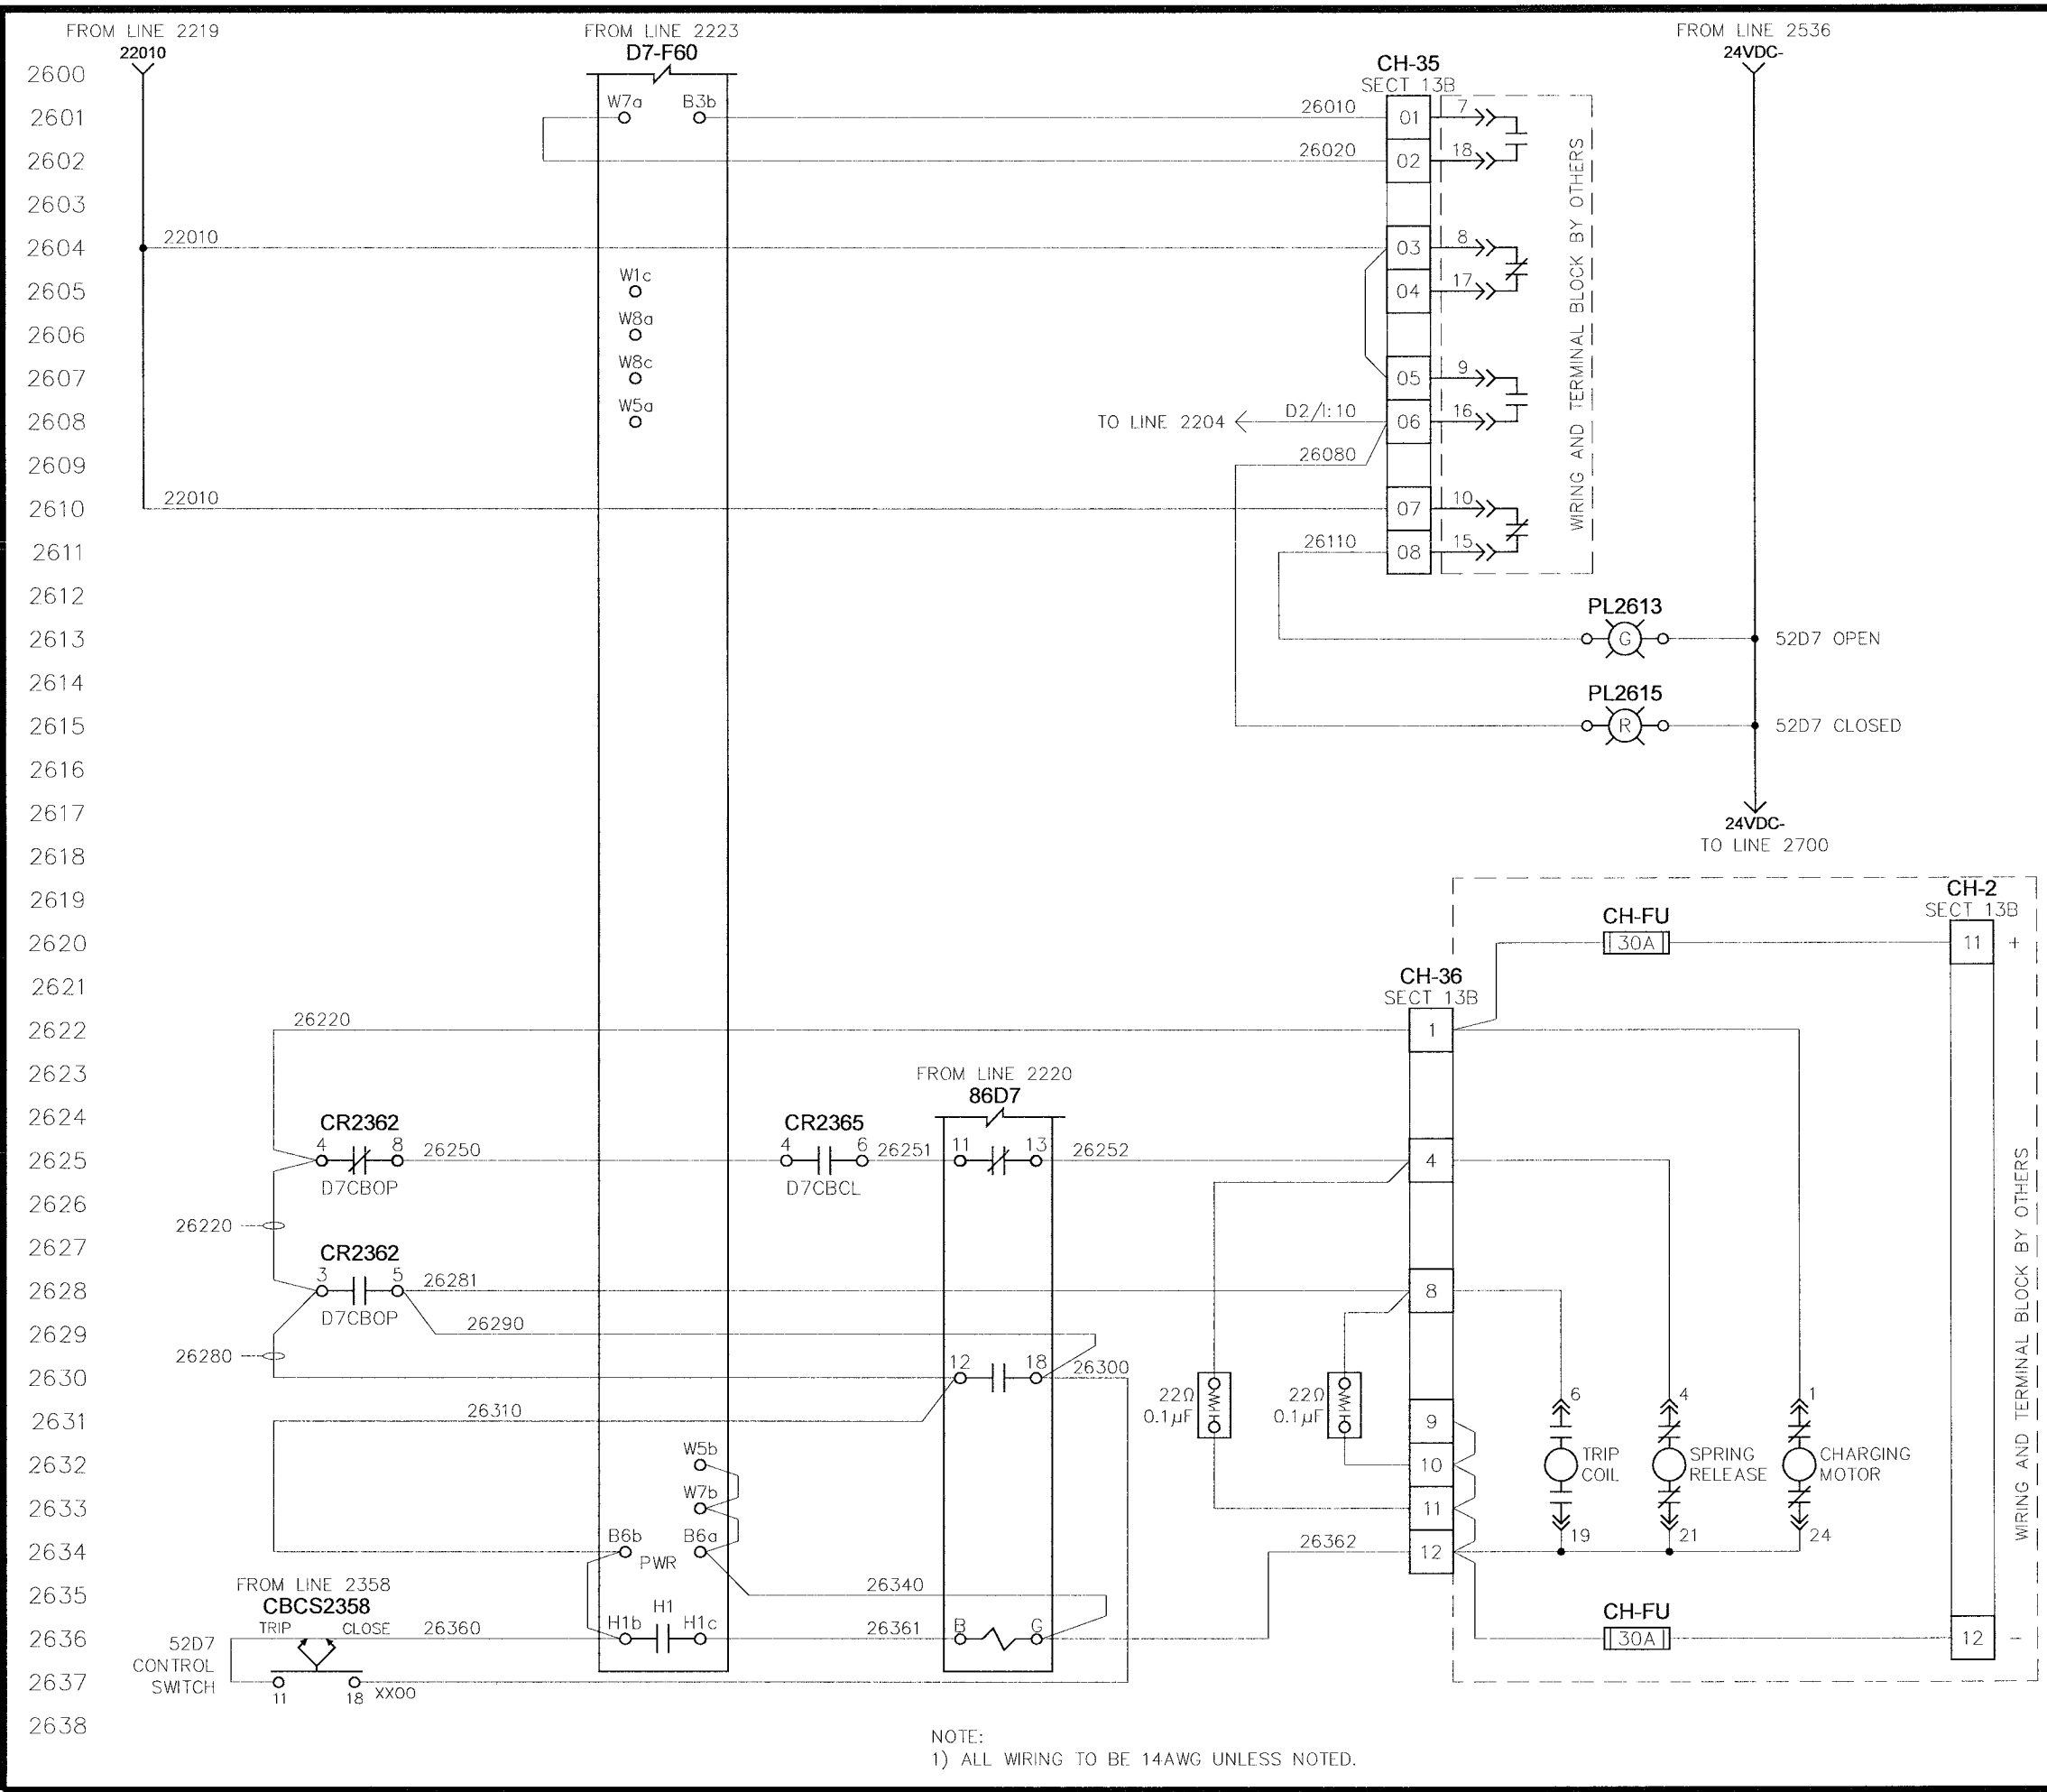 FROM LINE 2219
22010
FROM LINE 2223
D7-F60
FROM LINE 2536
24VDC-
2600
CH-35
SECT 13B
W7a B3b
2601
26010 01 7
2602
26020 02 18
2603
2604
22010 03 8
W1c
2605
04 17
W8a
2606
W8c
2607
05 9
W5a
2608
TO LINE 2204 D2/I:10 06 16
2609
26080
2610
22010 07 10
2611
26110 08 15
WIRING AND TERMINAL BLOCK BY OTHERS
2612
PL2613
2613
G 52D7 OPEN
2614
PL2615
2615
R 52D7 CLOSED
2616
2617
24VDC-
TO LINE 2700
2618
2619
CH-FU
CH-2
SECT 13B
2620
30A 11 +
2621
CH-36
SECT 13B
2622
26220 1
2623
FROM LINE 2220
86D7
2624
CR2362 CR2365
2625
4 8 26250 4 6 26251 11 13 26252 4
D7CBOP D7CBCL
2626
26220
2627
CR2362
2628
3 5 26281 8
D7CBOP
2629
26290
26280
2630
12 18 26300
2631
26310
22Ω
0.1µF
22Ω
0.1µF
9
6 4 1
2632
W5b
10
TRIP
COIL
SPRING
RELEASE
CHARGING
MOTOR
2633
W7b
11
2634
B6b B6a
PWR
26362 12
19 21 24
WIRING AND TERMINAL BLOCK BY OTHERS
2635
FROM LINE 2358
CBCS2358
26340
CH-FU
2636
TRIP CLOSE 26360 H1b H1 H1c 26361 B G
30A 12 -
52D7
CONTROL
SWITCH
2637
11 18 XX00
2638
NOTE:
1) ALL WIRING TO BE 14AWG UNLESS NOTED.